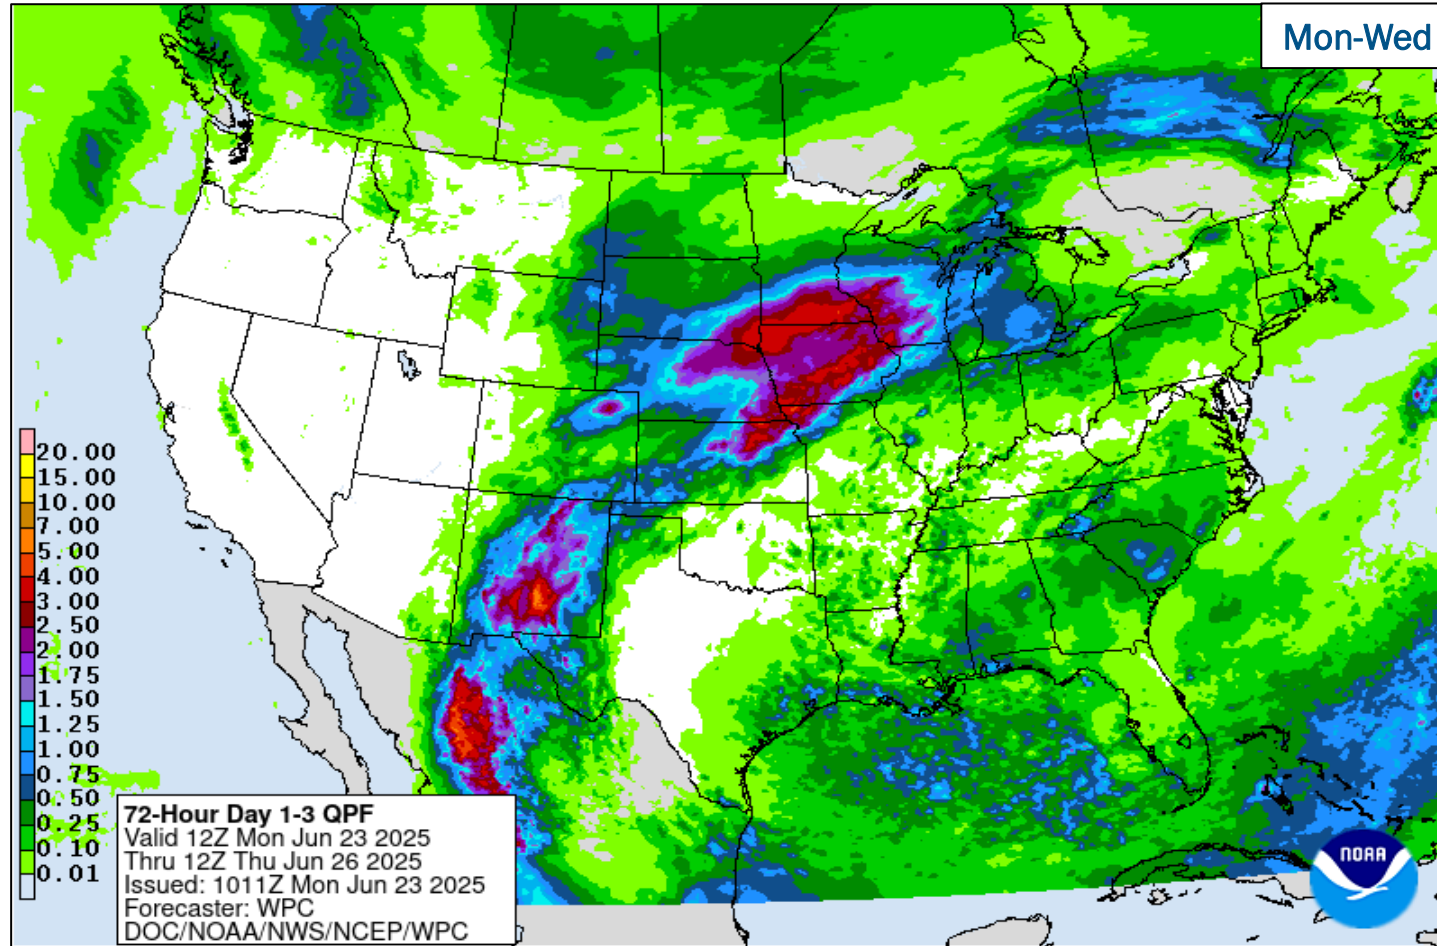 Mon-Wed
20.00
15.00
10.00
7.00
5.00
4.00
3.00
2.50
2.00
1.75
1.50
1.25
1.00
0.75
0.50
0.25
0.10
0.01
72-Hour Day 1-3 QPF
Valid 12Z Mon Jun 23 2025
Thru 12Z Thu Jun 26 2025
Issued: 1011Z Mon Jun 23 2025
Forecaster: WPC
DOC/NOAA/NWS/NCEP/WPC
NOAA